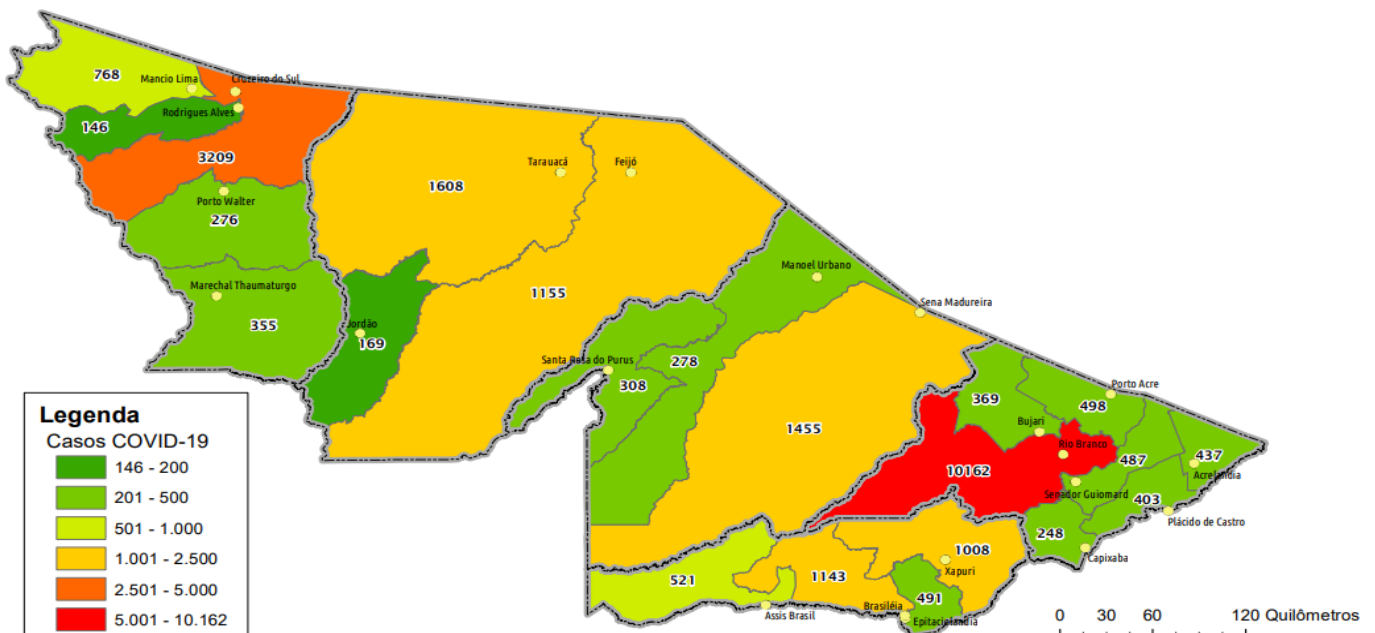 768
Mancio Lima
Cruzeiro do Sul
Rodrigues Alves
146
3209
Porto Walter
276
Marechal Thaumaturgo
355
1608
Tarauacá
Feijó
1155
Jordão
169
Manoel Urbano
Sena Madureira
Santa Rosa do Purus
278
308
1455
369
Porto Acre
498
Bujari
Rio Branco
487
437
Acrelandia
10162
Senador Guiomard
403
Plácido de Castro
248
Capixaba
1008
Xapuri
521
1143
491
Brasiléia
Epitaciolandia
Assis Brasil
Legenda
Casos COVID-19
146 - 200
201 - 500
501 - 1.000
1.001 - 2.500
2.501 - 5.000
5.001 - 10.162
0 30 60 120 Quilômetros